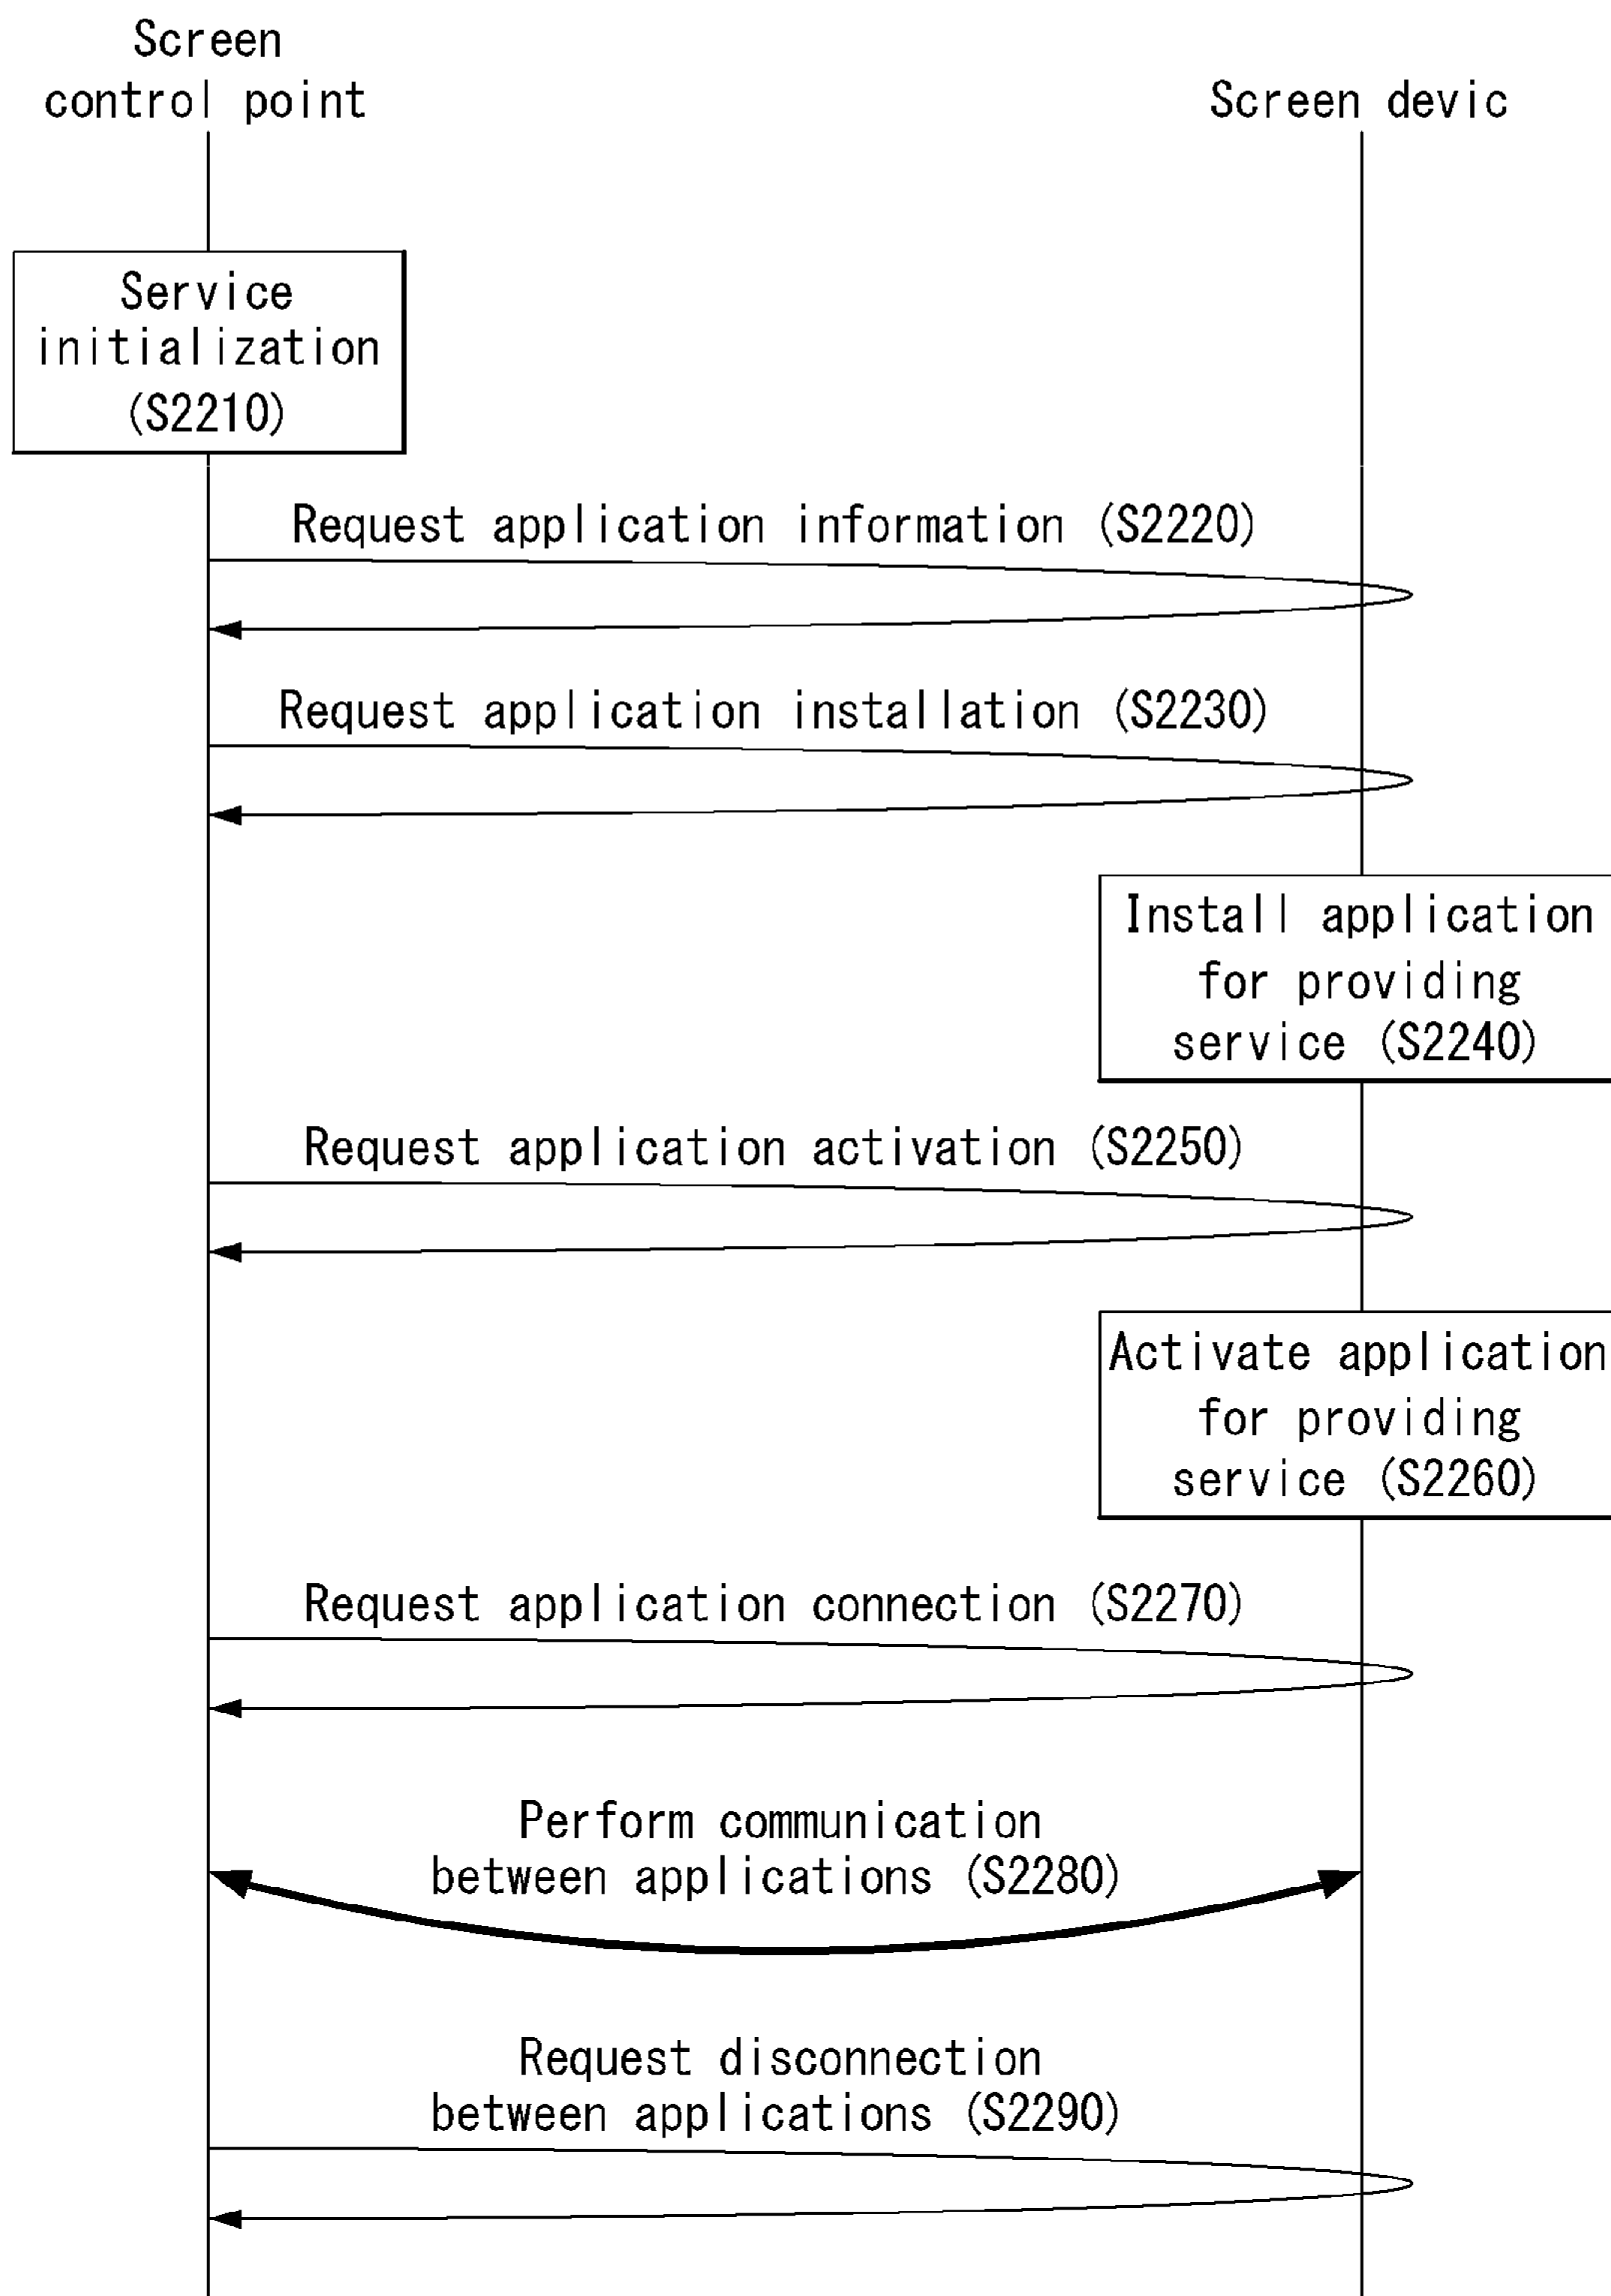 Screen
control point
Screen devic
Service
initialization
(S2210)
Request application information (S2220)
Request application installation (S2230)
Install application
for providing
service (S2240)
Request application activation (S2250)
Activate application
for providing
service (S2260)
Request application connection (S2270)
Perform communication
between applications (S2280)
Request disconnection
between applications (S2290)